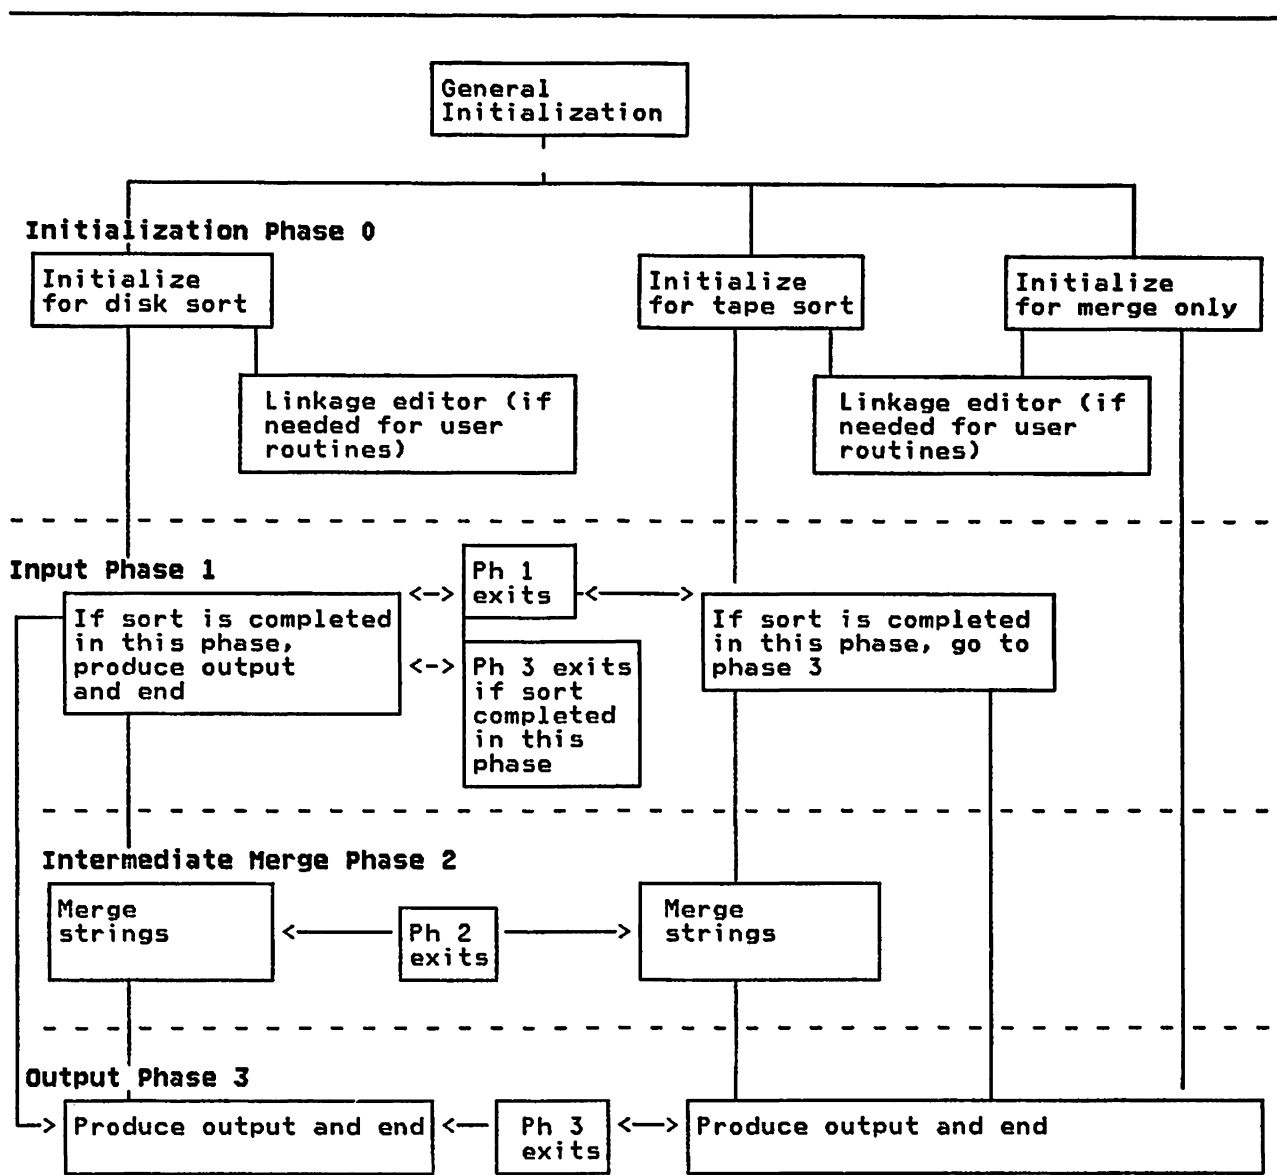 General
Initialization
Initialization Phase 0
Initialize
for disk sort
Initialize
for tape sort
Initialize
for merge only
Linkage editor (if
needed for user
routines)
Linkage editor (if
needed for user
routines)
Input Phase 1
Ph 1
exits
If sort is completed
in this phase,
produce output
and end
Ph 3 exits
if sort
completed
in this
phase
If sort is completed
in this phase, go to
phase 3
Intermediate Merge Phase 2
Merge
strings
Ph 2
exits
Merge
strings
Output Phase 3
Produce output and end
Ph 3
exits
Produce output and end